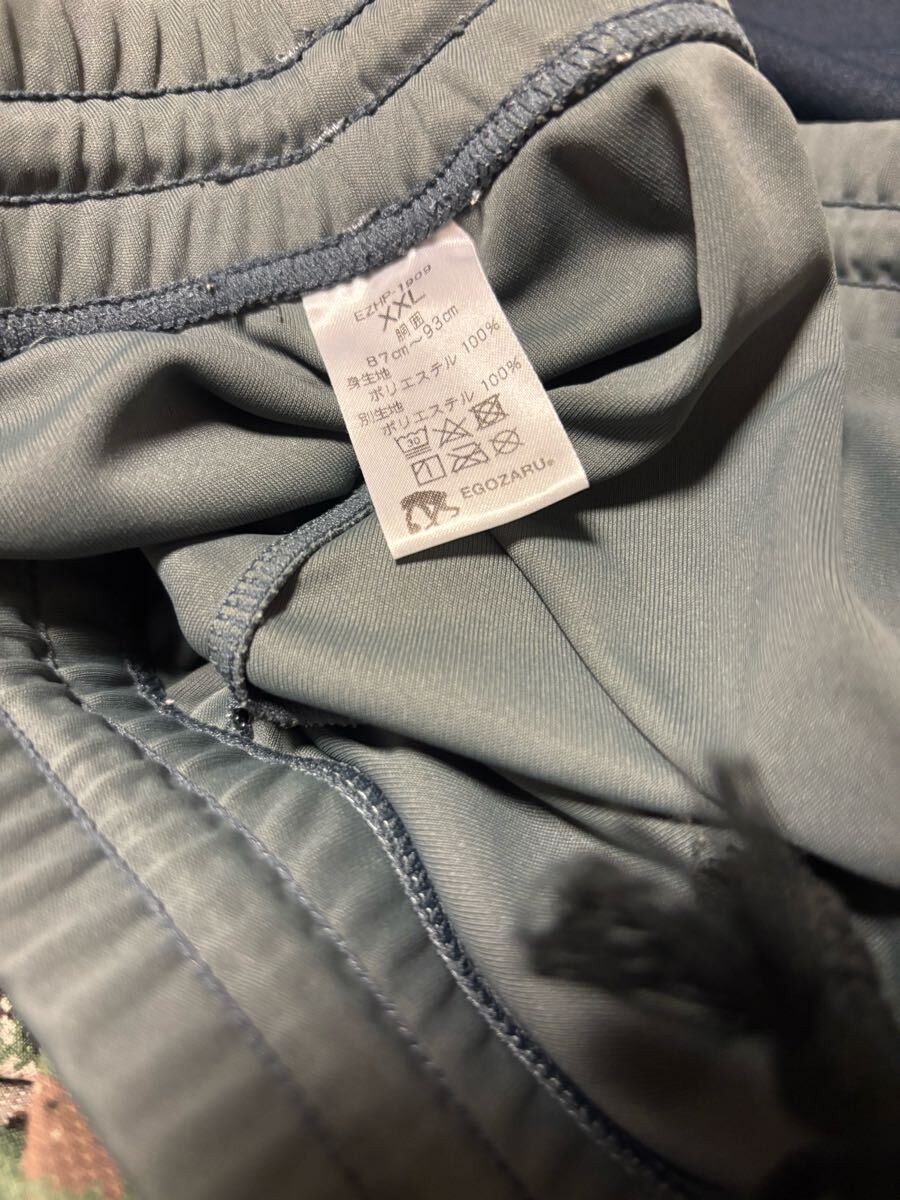 EZHP-1909
XXL
胴囲
87cm~93cm
身生地
ポリエステル 100%
別生地
ポリエステル 100%
30
EGOZARU®